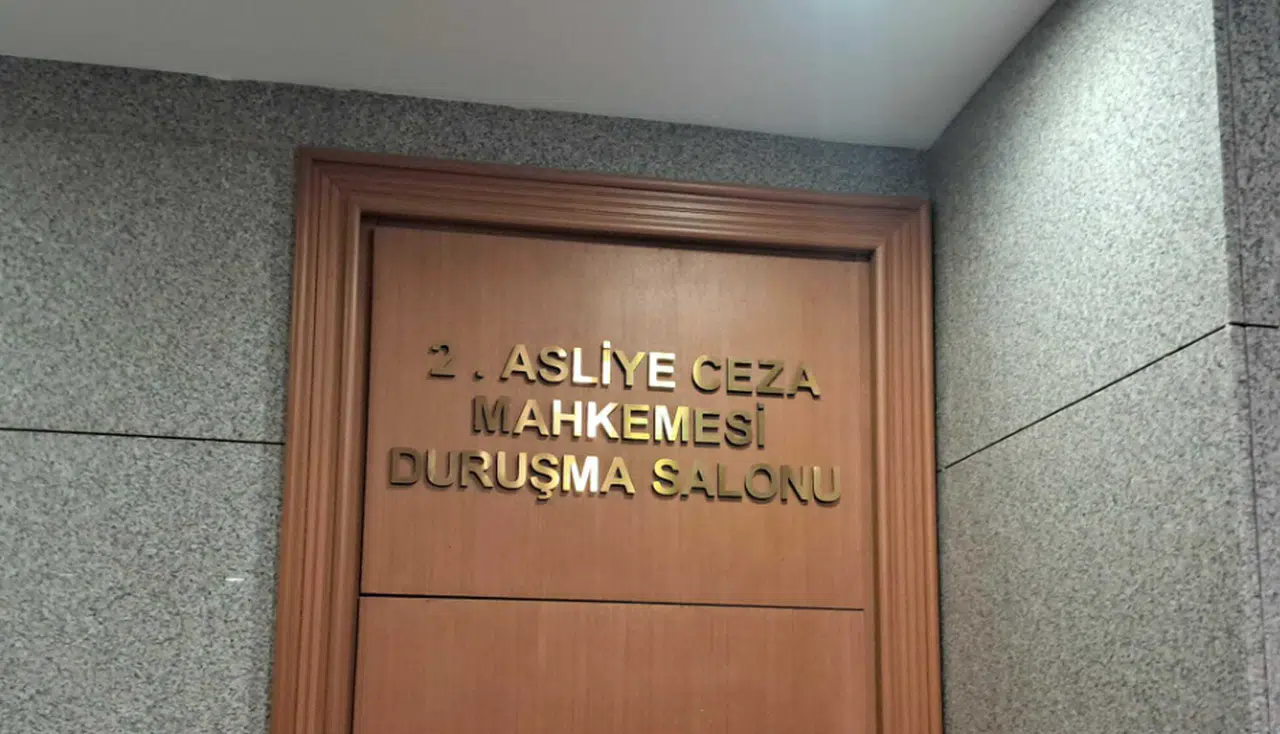 2. ASLİYE CEZA
MAHKEMESİ
DURUŞMA SALONU